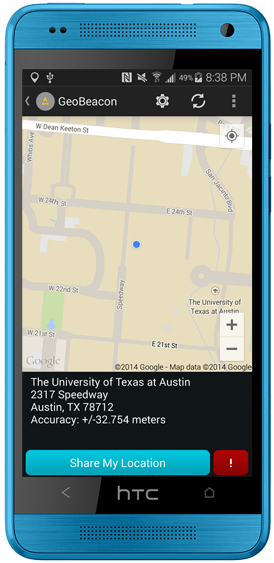 49% 8:38 PM
GeoBeacon
W Dean Keeton St
Whitis Ave
San Jacinto Blvd
W 24th St
E 24th St
Speedway
W 22nd St
The University of
Texas at Austin
W 21st St
E 21st St
+
−
Google
©2014 Google - Map data ©2014 Google
The University of Texas at Austin
2317 Speedway
Austin, TX 78712
Accuracy: +/-32.754 meters
Share My Location
!
hTC